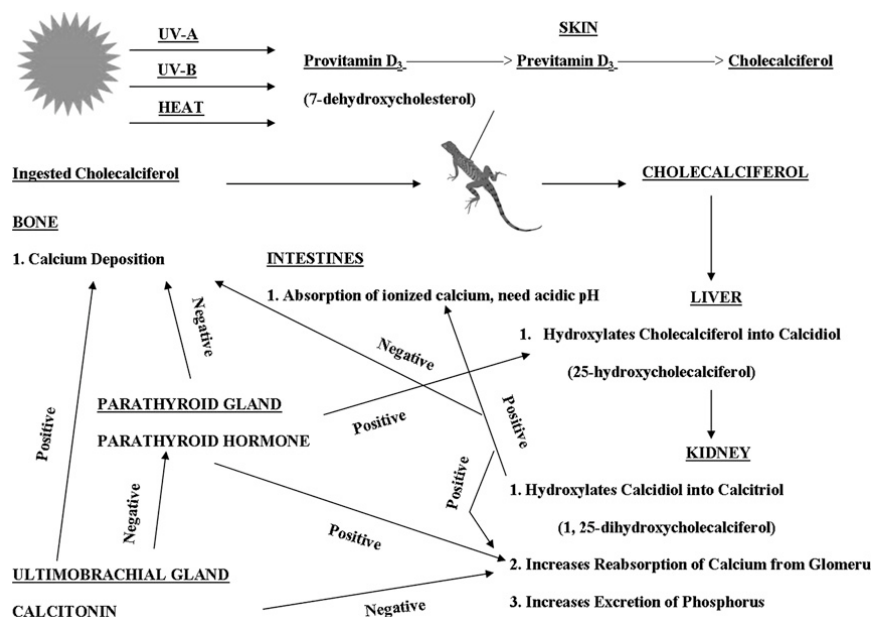 SKIN
UV-A
UV-B
HEAT
Provitamin D3 > Previtamin D3 > Cholecalciferol
(7-dehydroxycholesterol)
Ingested Cholecalciferol
CHOLECALCIFEROL
BONE
1. Calcium Deposition
INTESTINES
1. Absorption of ionized calcium, need acidic pH
LIVER
1. Hydroxylates Cholecalciferol into Calcidiol
(25-hydroxycholecalciferol)
Negative
Negative
PARATHYROID GLAND
PARATHYROID HORMONE
Positive
Positive
Positive
Positive
Negative
Positive
KIDNEY
1. Hydroxylates Calcidiol into Calcitriol
(1, 25-dihydroxycholecalciferol)
2. Increases Reabsorption of Calcium from Glomeru
3. Increases Excretion of Phosphorus
ULTIMOBRACHIAL GLAND
CALCITONIN
Negative